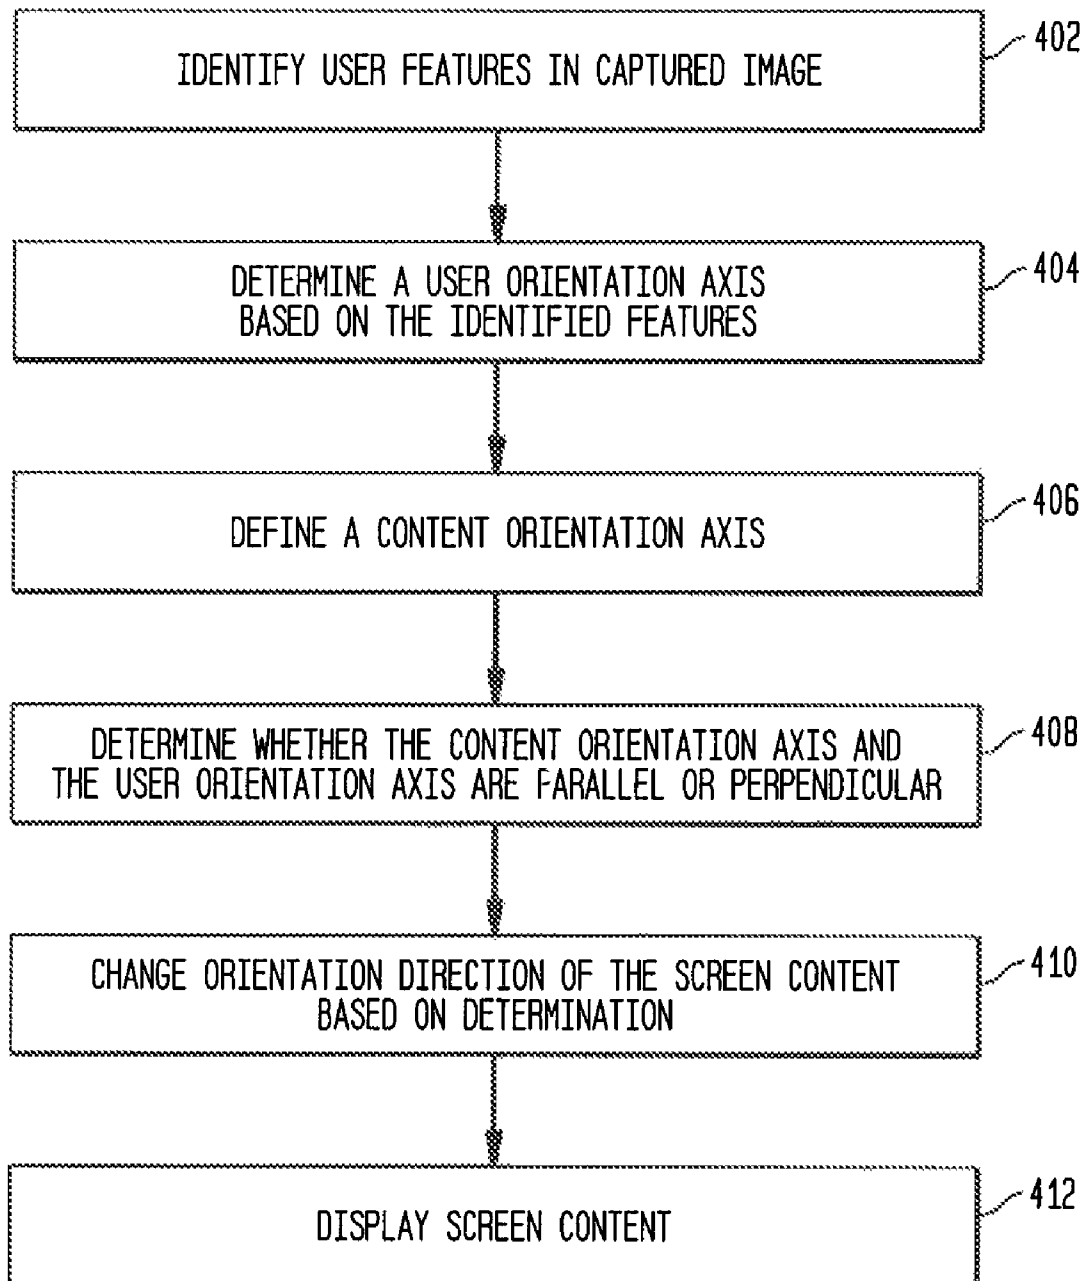 402
IDENTIFY USER FEATURES IN CAPTURED IMAGE
404
DETERMINE A USER ORIENTATION AXIS
BASED ON THE IDENTIFIED FEATURES
406
DEFINE A CONTENT ORIENTATION AXIS
408
DETERMINE WHETHER THE CONTENT ORIENTATION AXIS AND
THE USER ORIENTATION AXIS ARE PARALLEL OR PERPENDICULAR
410
CHANGE ORIENTATION DIRECTION OF THE SCREEN CONTENT
BASED ON DETERMINATION
412
DISPLAY SCREEN CONTENT